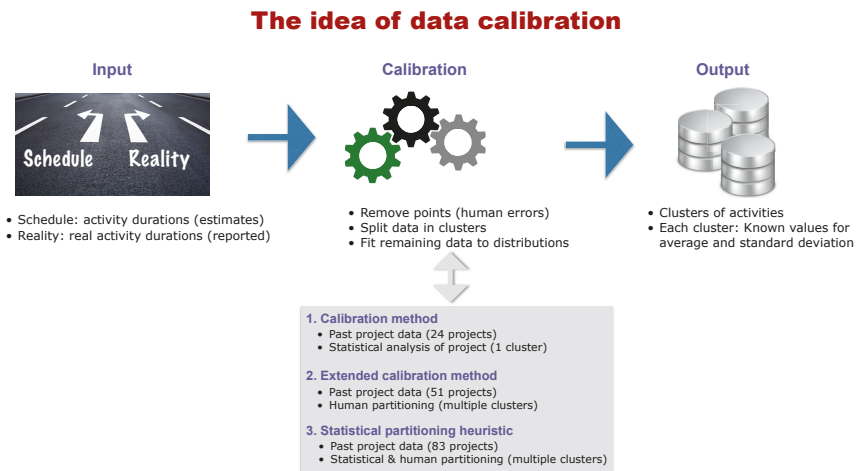 The idea of data calibration
Input
Calibration
Output
Schedule
Reality
• Schedule: activity durations (estimates)
• Reality: real activity durations (reported)
• Remove points (human errors)
• Split data in clusters
• Fit remaining data to distributions
• Clusters of activities
• Each cluster: Known values for
average and standard deviation
1. Calibration method
• Past project data (24 projects)
• Statistical analysis of project (1 cluster)
2. Extended calibration method
• Past project data (51 projects)
• Human partitioning (multiple clusters)
3. Statistical partitioning heuristic
• Past project data (83 projects)
• Statistical & human partitioning (multiple clusters)